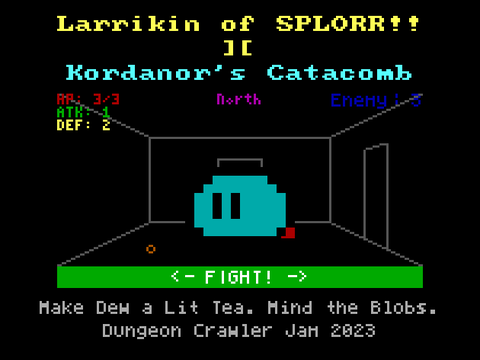 Larrikin of SPLORR!!
][
Kordanor's Catacomb
3/3 North Enemy
ATK: 1
DEF: 2
<- FIGHT! ->
Make Dew a Lit Tea. Mind the Blobs.
Dungeon Crawler Jam 2023